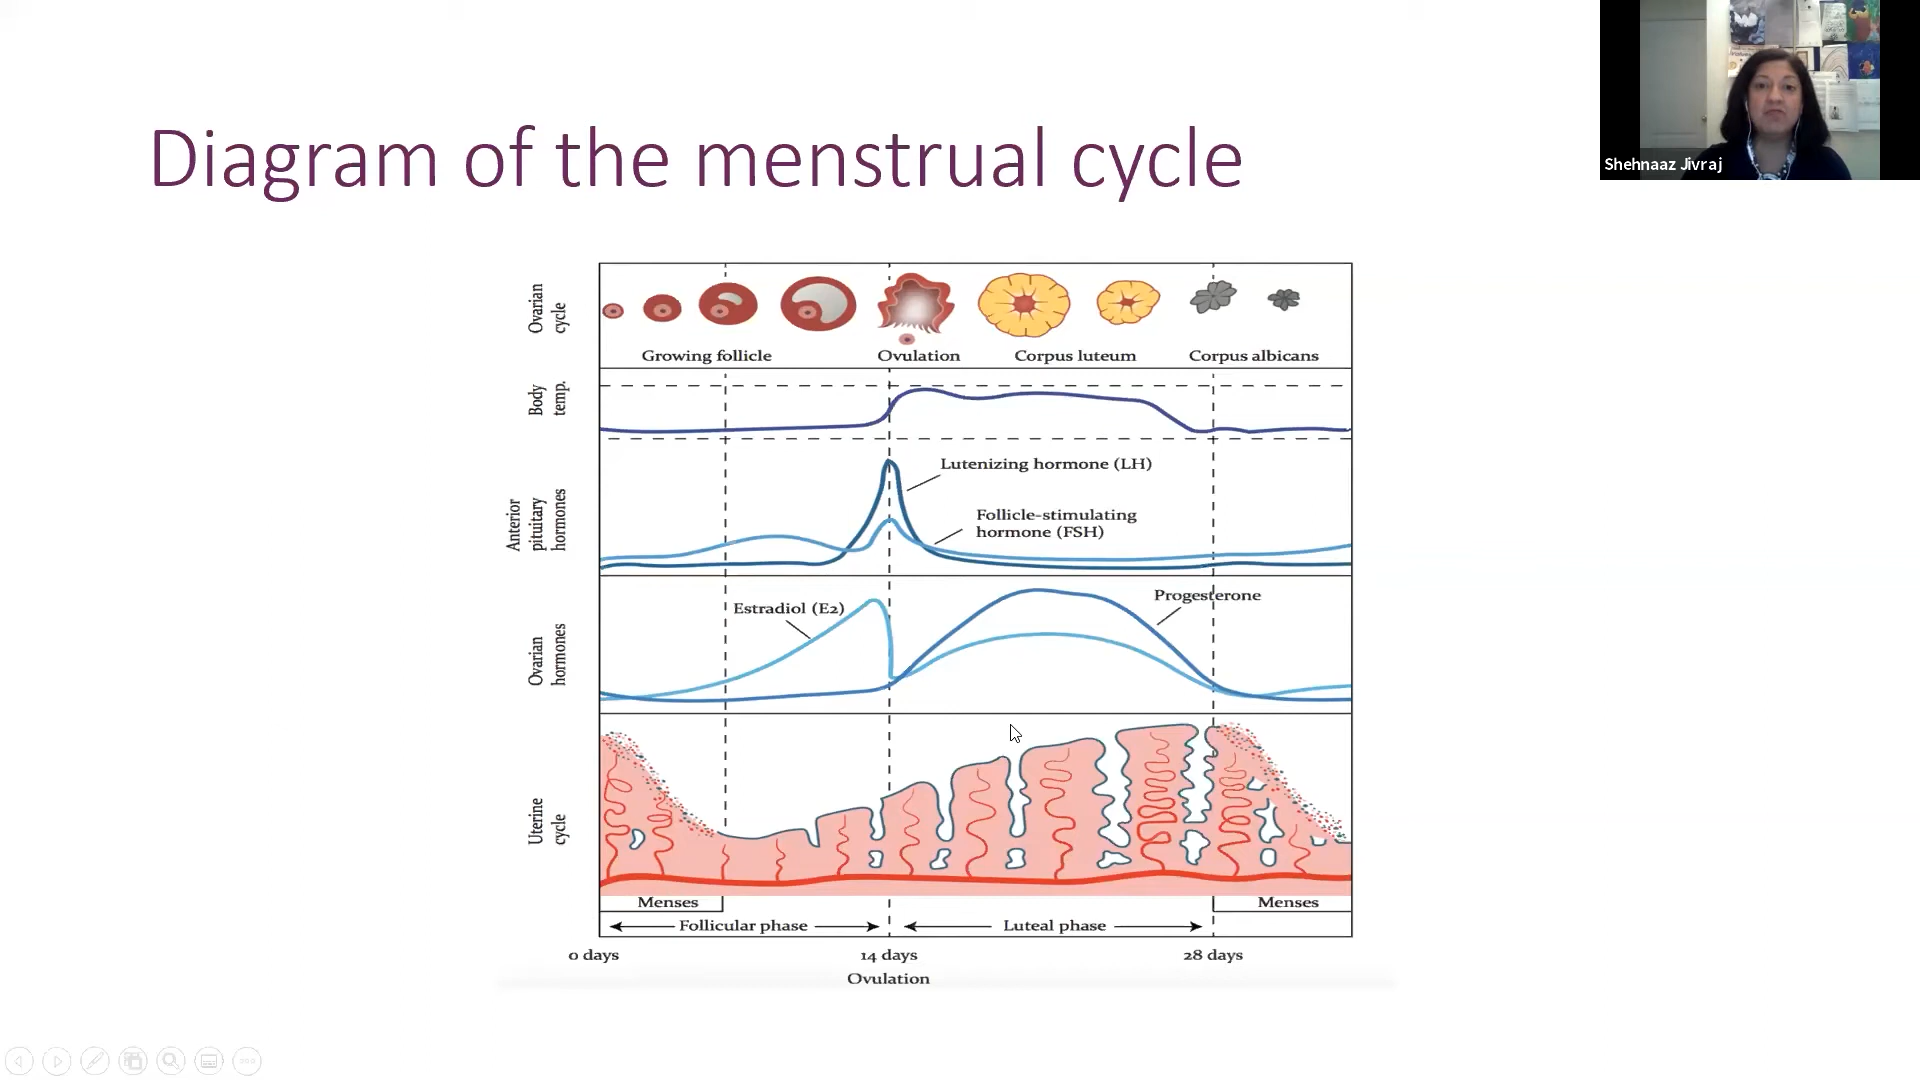 Diagram of the menstrual cycle
Shehnaaz Jivraj
Ovarian
cycle
Growing follicle
Ovulation
Corpus luteum
Corpus albicans
Body
temp.
Anterior
pituitary
hormones
Lutenizing hormone (LH)
Follicle-stimulating
hormone (FSH)
Ovarian
hormones
Estradiol (E2)
Progesterone
Uterine
cycle
Menses
Menses
Follicular phase
Luteal phase
0 days
14 days
28 days
Ovulation